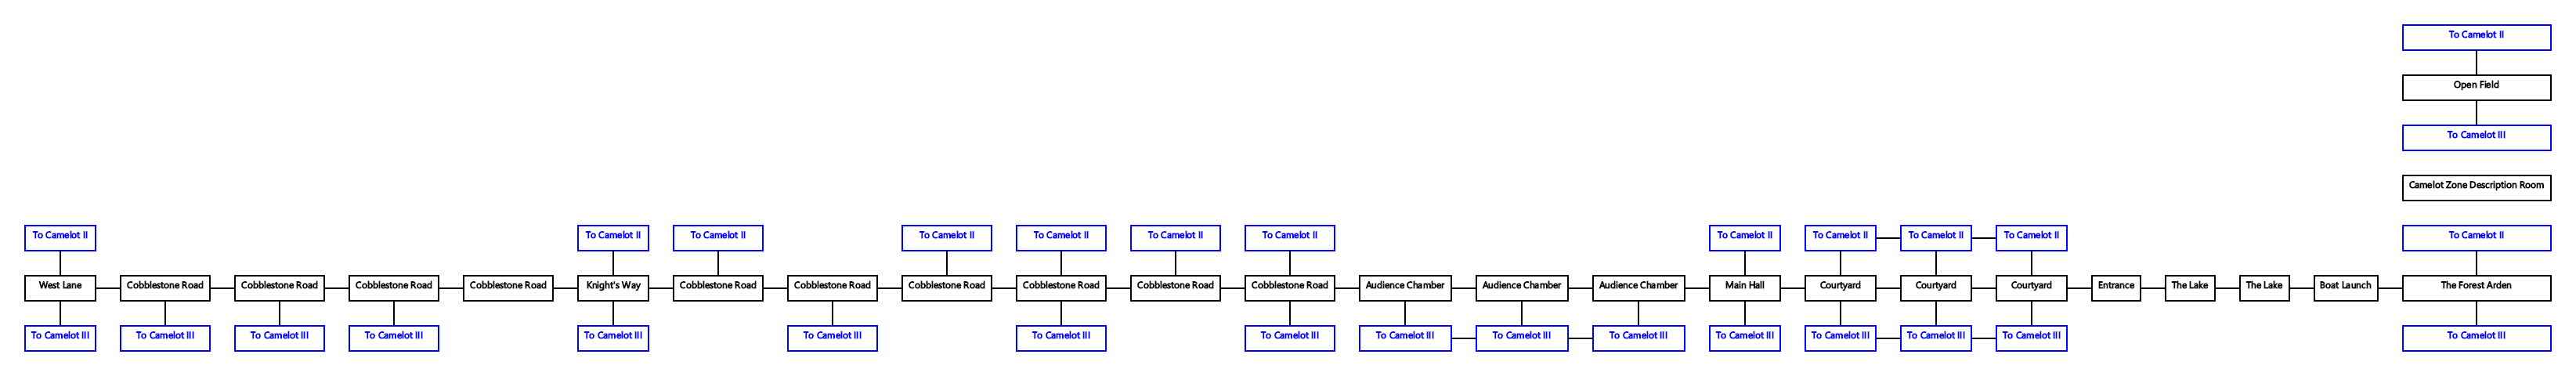 To Camelot II
Open Field
To Camelot III
Camelot Zone Description Room
To Camelot II To Camelot II To Camelot II To Camelot II To Camelot II To Camelot II To Camelot II To Camelot II To Camelot II To Camelot II To Camelot II To Camelot II
West Lane Cobblestone Road Cobblestone Road Cobblestone Road Cobblestone Road Knight's Way Cobblestone Road Cobblestone Road Cobblestone Road Cobblestone Road Cobblestone Road Cobblestone Road Audience Chamber Audience Chamber Audience Chamber Main Hall Courtyard Courtyard Courtyard Entrance The Lake The Lake Boat Launch The Forest Arden
To Camelot III To Camelot III To Camelot III To Camelot III To Camelot III To Camelot III To Camelot III To Camelot III To Camelot III To Camelot III To Camelot III To Camelot III To Camelot III To Camelot III To Camelot III To Camelot III